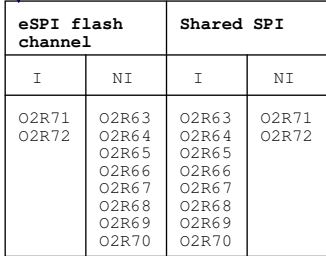 eSPI flash channel Shared SPI
I NI I NI
O2R71 O2R63 O2R63 O2R71
O2R72 O2R64 O2R64 O2R72
O2R65 O2R65
O2R66 O2R66
O2R67 O2R67
O2R68 O2R68
O2R69 O2R69
O2R70 O2R70